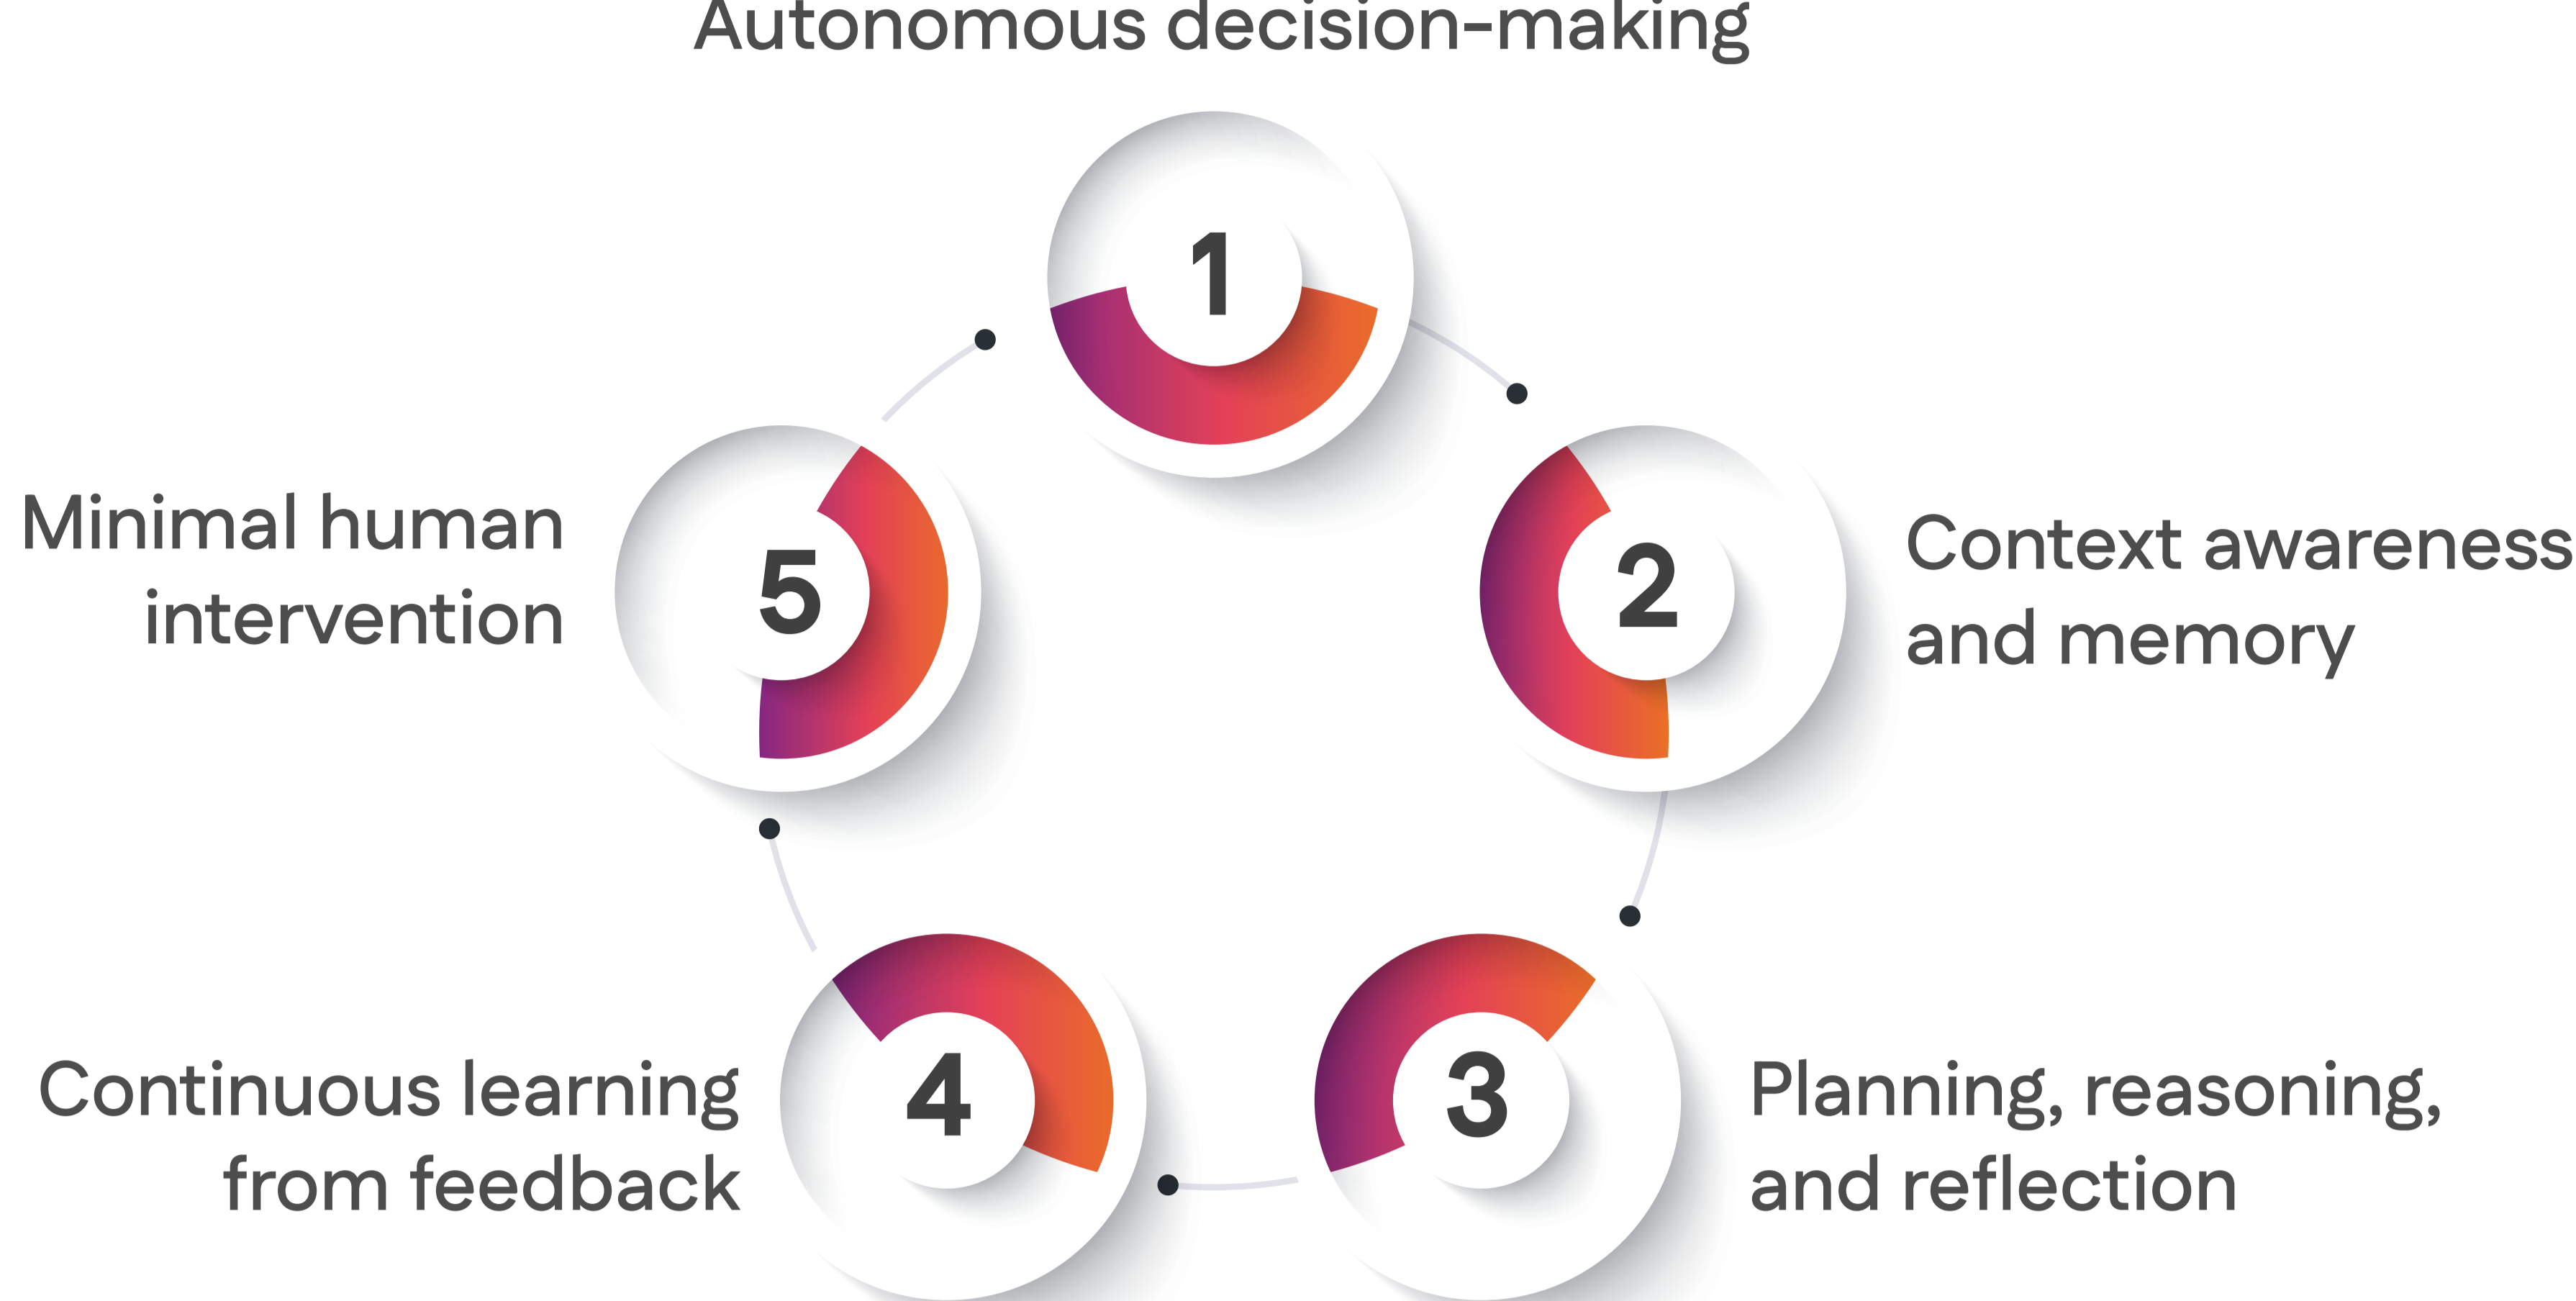 Autonomous decision-making
1
2
Context awareness
and memory
3
Planning, reasoning,
and reflection
4
Continuous learning
from feedback
5
Minimal human
intervention